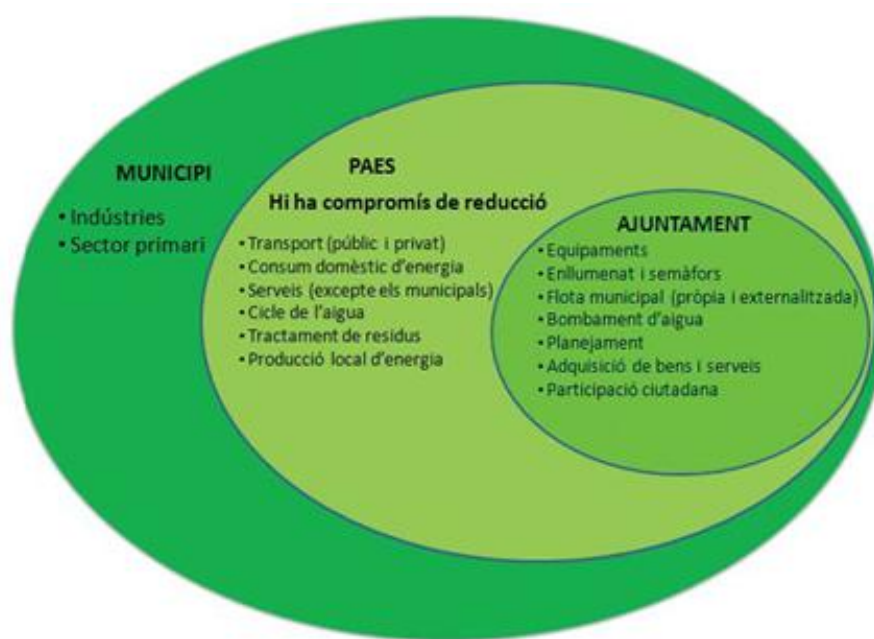 MUNICIPI
• Indústries
• Sector primari
PAES
Hi ha compromís de reducció
• Transport (públic i privat)
• Consum domèstic d'energia
• Serveis (excepte els municipals)
• Cicle de l'aigua
• Tractament de residus
• Producció local d'energia
AJUNTAMENT
• Equipaments
• Enllumenat i semàfors
• Flota municipal (pròpia i externalitzada)
• Bombament d'aigua
• Planejament
• Adquisició de bens i serveis
• Participació ciutadana